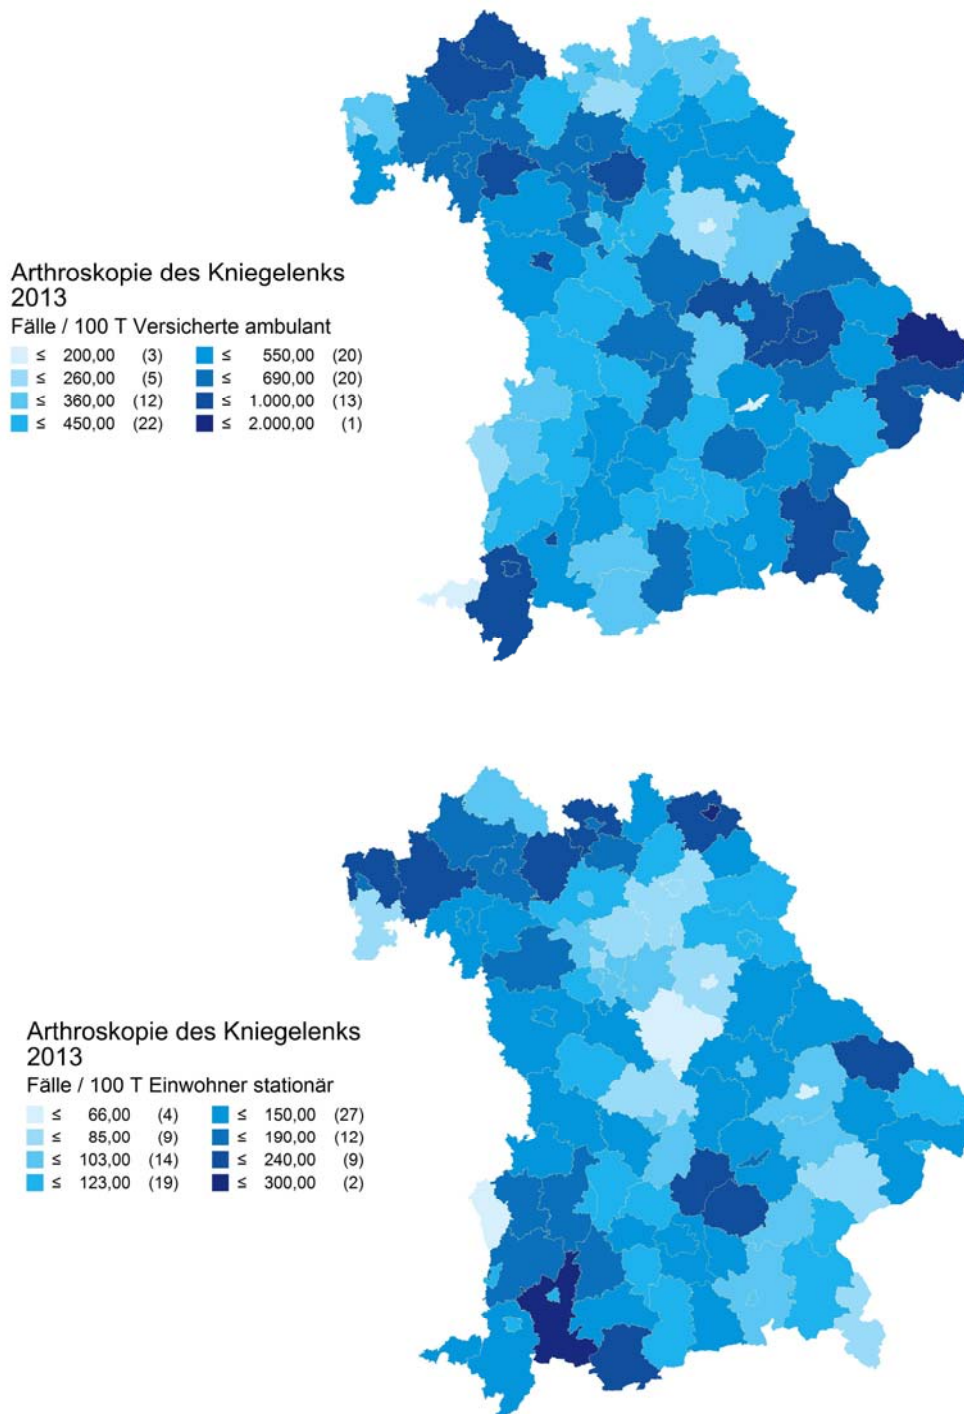 Arthroskopie des Kniegelenks
2013
Fälle / 100 T Versicherte ambulant
≤ 200,00 (3) ≤ 550,00 (20)
≤ 260,00 (5) ≤ 690,00 (20)
≤ 360,00 (12) ≤ 1.000,00 (13)
≤ 450,00 (22) ≤ 2.000,00 (1)
Arthroskopie des Kniegelenks
2013
Fälle / 100 T Einwohner stationär
≤ 66,00 (4) ≤ 150,00 (27)
≤ 85,00 (9) ≤ 190,00 (12)
≤ 103,00 (14) ≤ 240,00 (9)
≤ 123,00 (19) ≤ 300,00 (2)